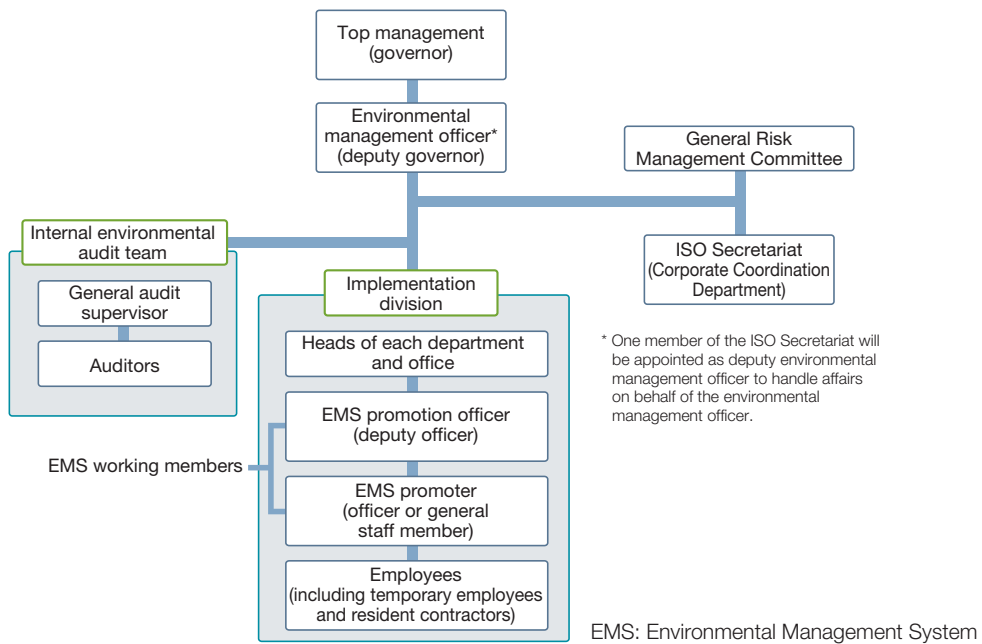 Top management
(governor)
Environmental
management officer*
(deputy governor)
General Risk
Management Committee
Internal environmental
audit team
General audit
supervisor
Auditors
ISO Secretariat
(Corporate Coordination
Department)
* One member of the ISO Secretariat will
be appointed as deputy environmental
management officer to handle affairs
on behalf of the environmental
management officer.
Implementation
division
Heads of each department
and office
EMS promotion officer
(deputy officer)
EMS working members
EMS promoter
(officer or general
staff member)
Employees
(including temporary employees
and resident contractors)
EMS: Environmental Management System